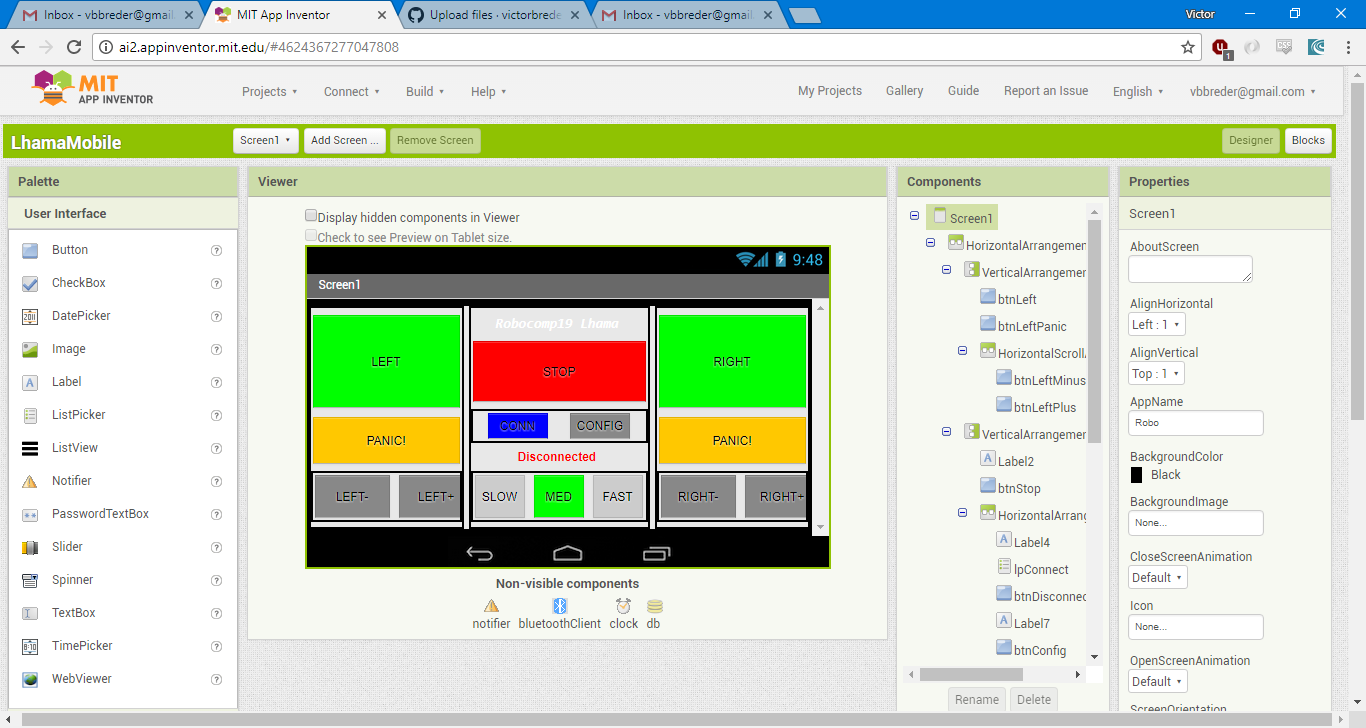 Inbox - vbbreder@gmail. MIT App Inventor Upload files · victorbrede Inbox - vbbreder@gmail. Victor
ai2.appinventor.mit.edu/#4624367277047808
1
MIT
APP INVENTOR
Projects Connect Build Help My Projects Gallery Guide Report an Issue English vbbreder@gmail.com
LhamaMobile Screen1 Add Screen ... Remove Screen Designer Blocks
Palette
User Interface
Button
CheckBox
DatePicker
Image
Label
ListPicker
ListView
Notifier
PasswordTextBox
Slider
Spinner
TextBox
TimePicker
WebViewer
Viewer
Display hidden components in Viewer
Check to see Preview on Tablet size.
9:48
Screen1
Robocomp19 Lhama
LEFT STOP RIGHT
CONN CONFIG
PANIC! Disconnected PANIC!
LEFT- LEFT+ SLOW MED FAST RIGHT- RIGHT+
Non-visible components
notifier bluetoothClient clock db
Components
Screen1
HorizontalArrangemen
VerticalArrangemen
btnLeft
btnLeftPanic
HorizontalScrollA
btnLeftMinus
btnLeftPlus
VerticalArrangemen
Label2
btnStop
HorizontalArrang
Label4
lpConnect
btnDisconnec
Label7
btnConfig
Rename Delete
Properties
Screen1
AboutScreen
AlignHorizontal
Left : 1
AlignVertical
Top : 1
AppName
Robo
BackgroundColor
Black
BackgroundImage
None...
CloseScreenAnimation
Default
Icon
None...
OpenScreenAnimation
Default
ScreenOrientation